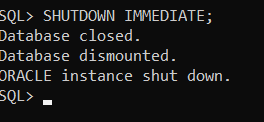 SQL> SHUTDOWN IMMEDIATE;
Database closed.
Database dismounted.
ORACLE instance shut down.
SQL>